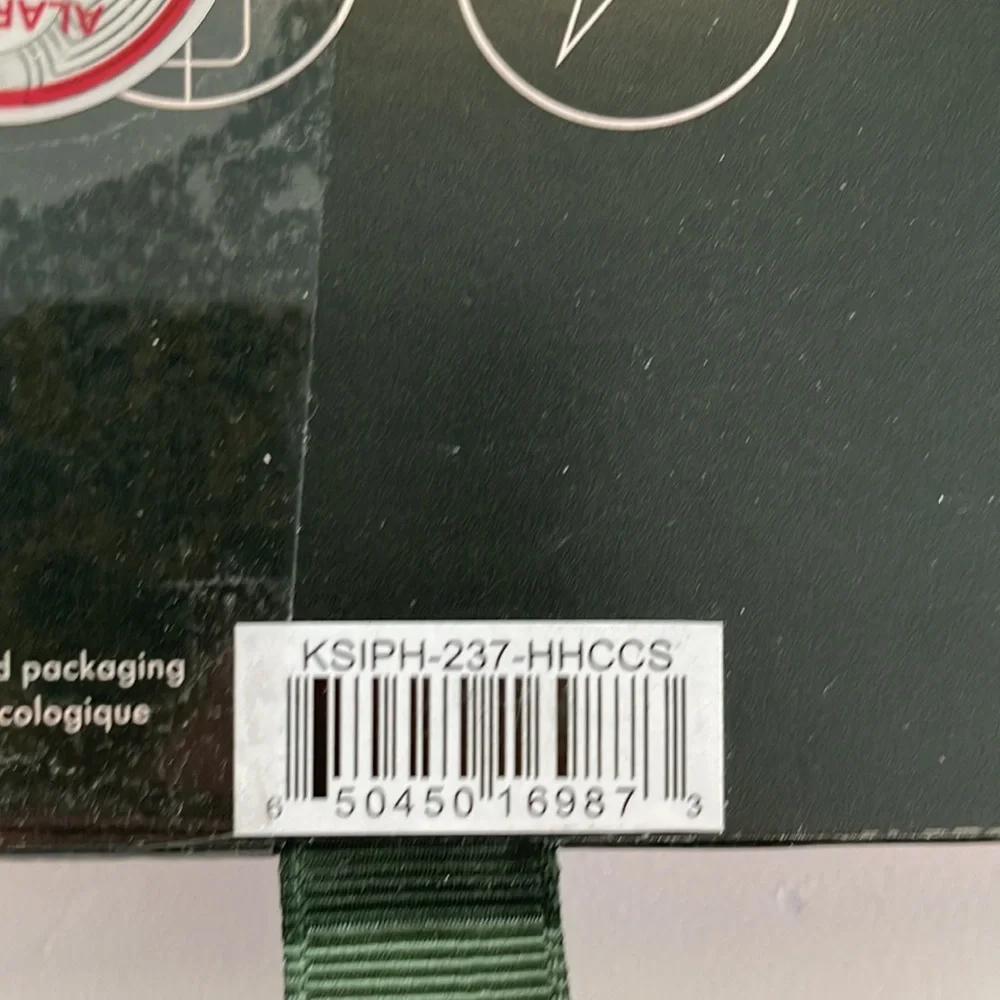 d packaging
cologique
KSIPH-237-HHCCS
6 50450 16987 3